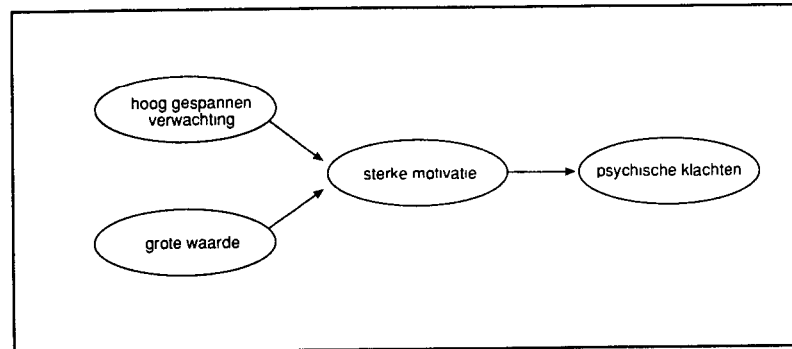 hoog gespannen
verwachting
sterke motivatie
psychische klachten
grote waarde